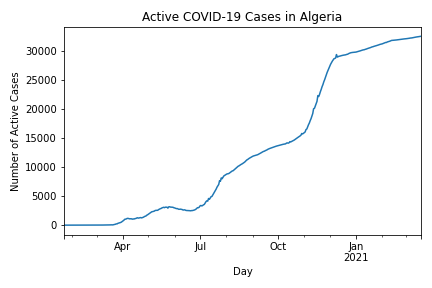 Active COVID-19 Cases in Algeria
Number of Active Cases
30000
25000
20000
15000
10000
5000
0
Apr
Jul
Oct
Jan
2021
Day